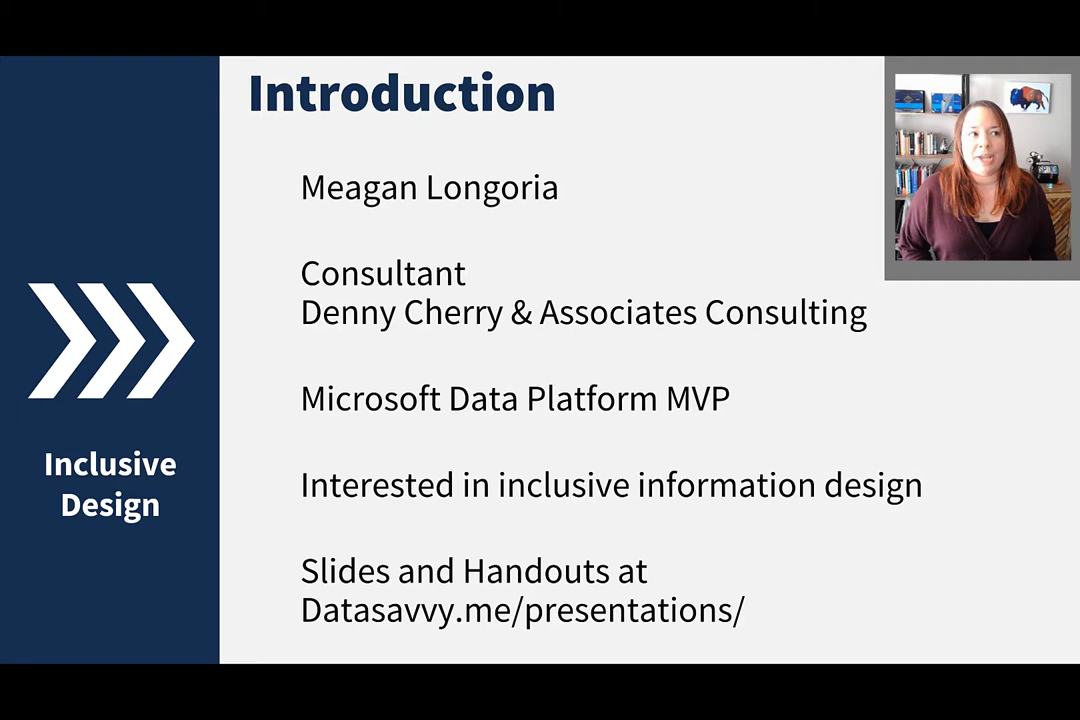 Introduction
Meagan Longoria
Consultant
Denny Cherry & Associates Consulting
Microsoft Data Platform MVP
Interested in inclusive information design
Slides and Handouts at
Datasavvy.me/presentations/
Inclusive
Design